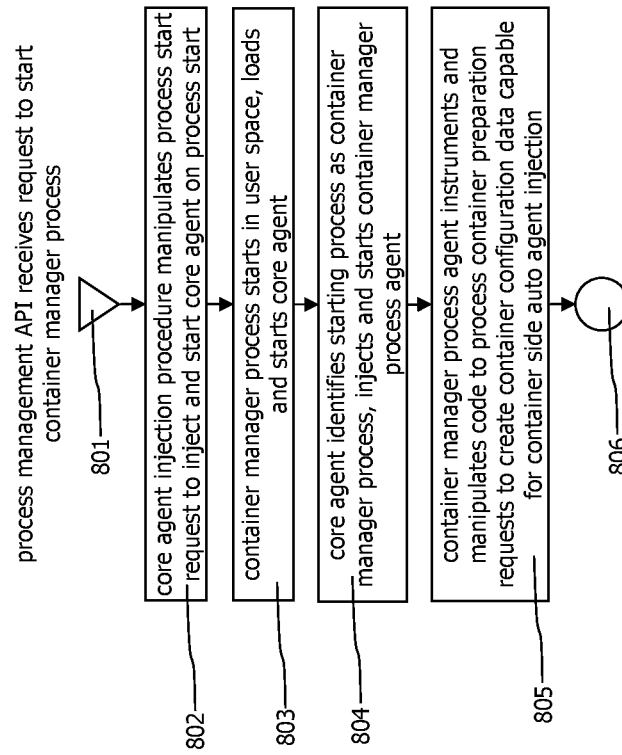 process management API receives request to start
container manager process
801
core agent injection procedure manipulates process start
request to inject and start core agent on process start
802
container manager process starts in user space, loads
and starts core agent
803
core agent identifies starting process as container
manager process, injects and starts container manager
process agent
804
container manager process agent instruments and
manipulates code to process container preparation
requests to create container configuration data capable
for container side auto agent injection
805
806